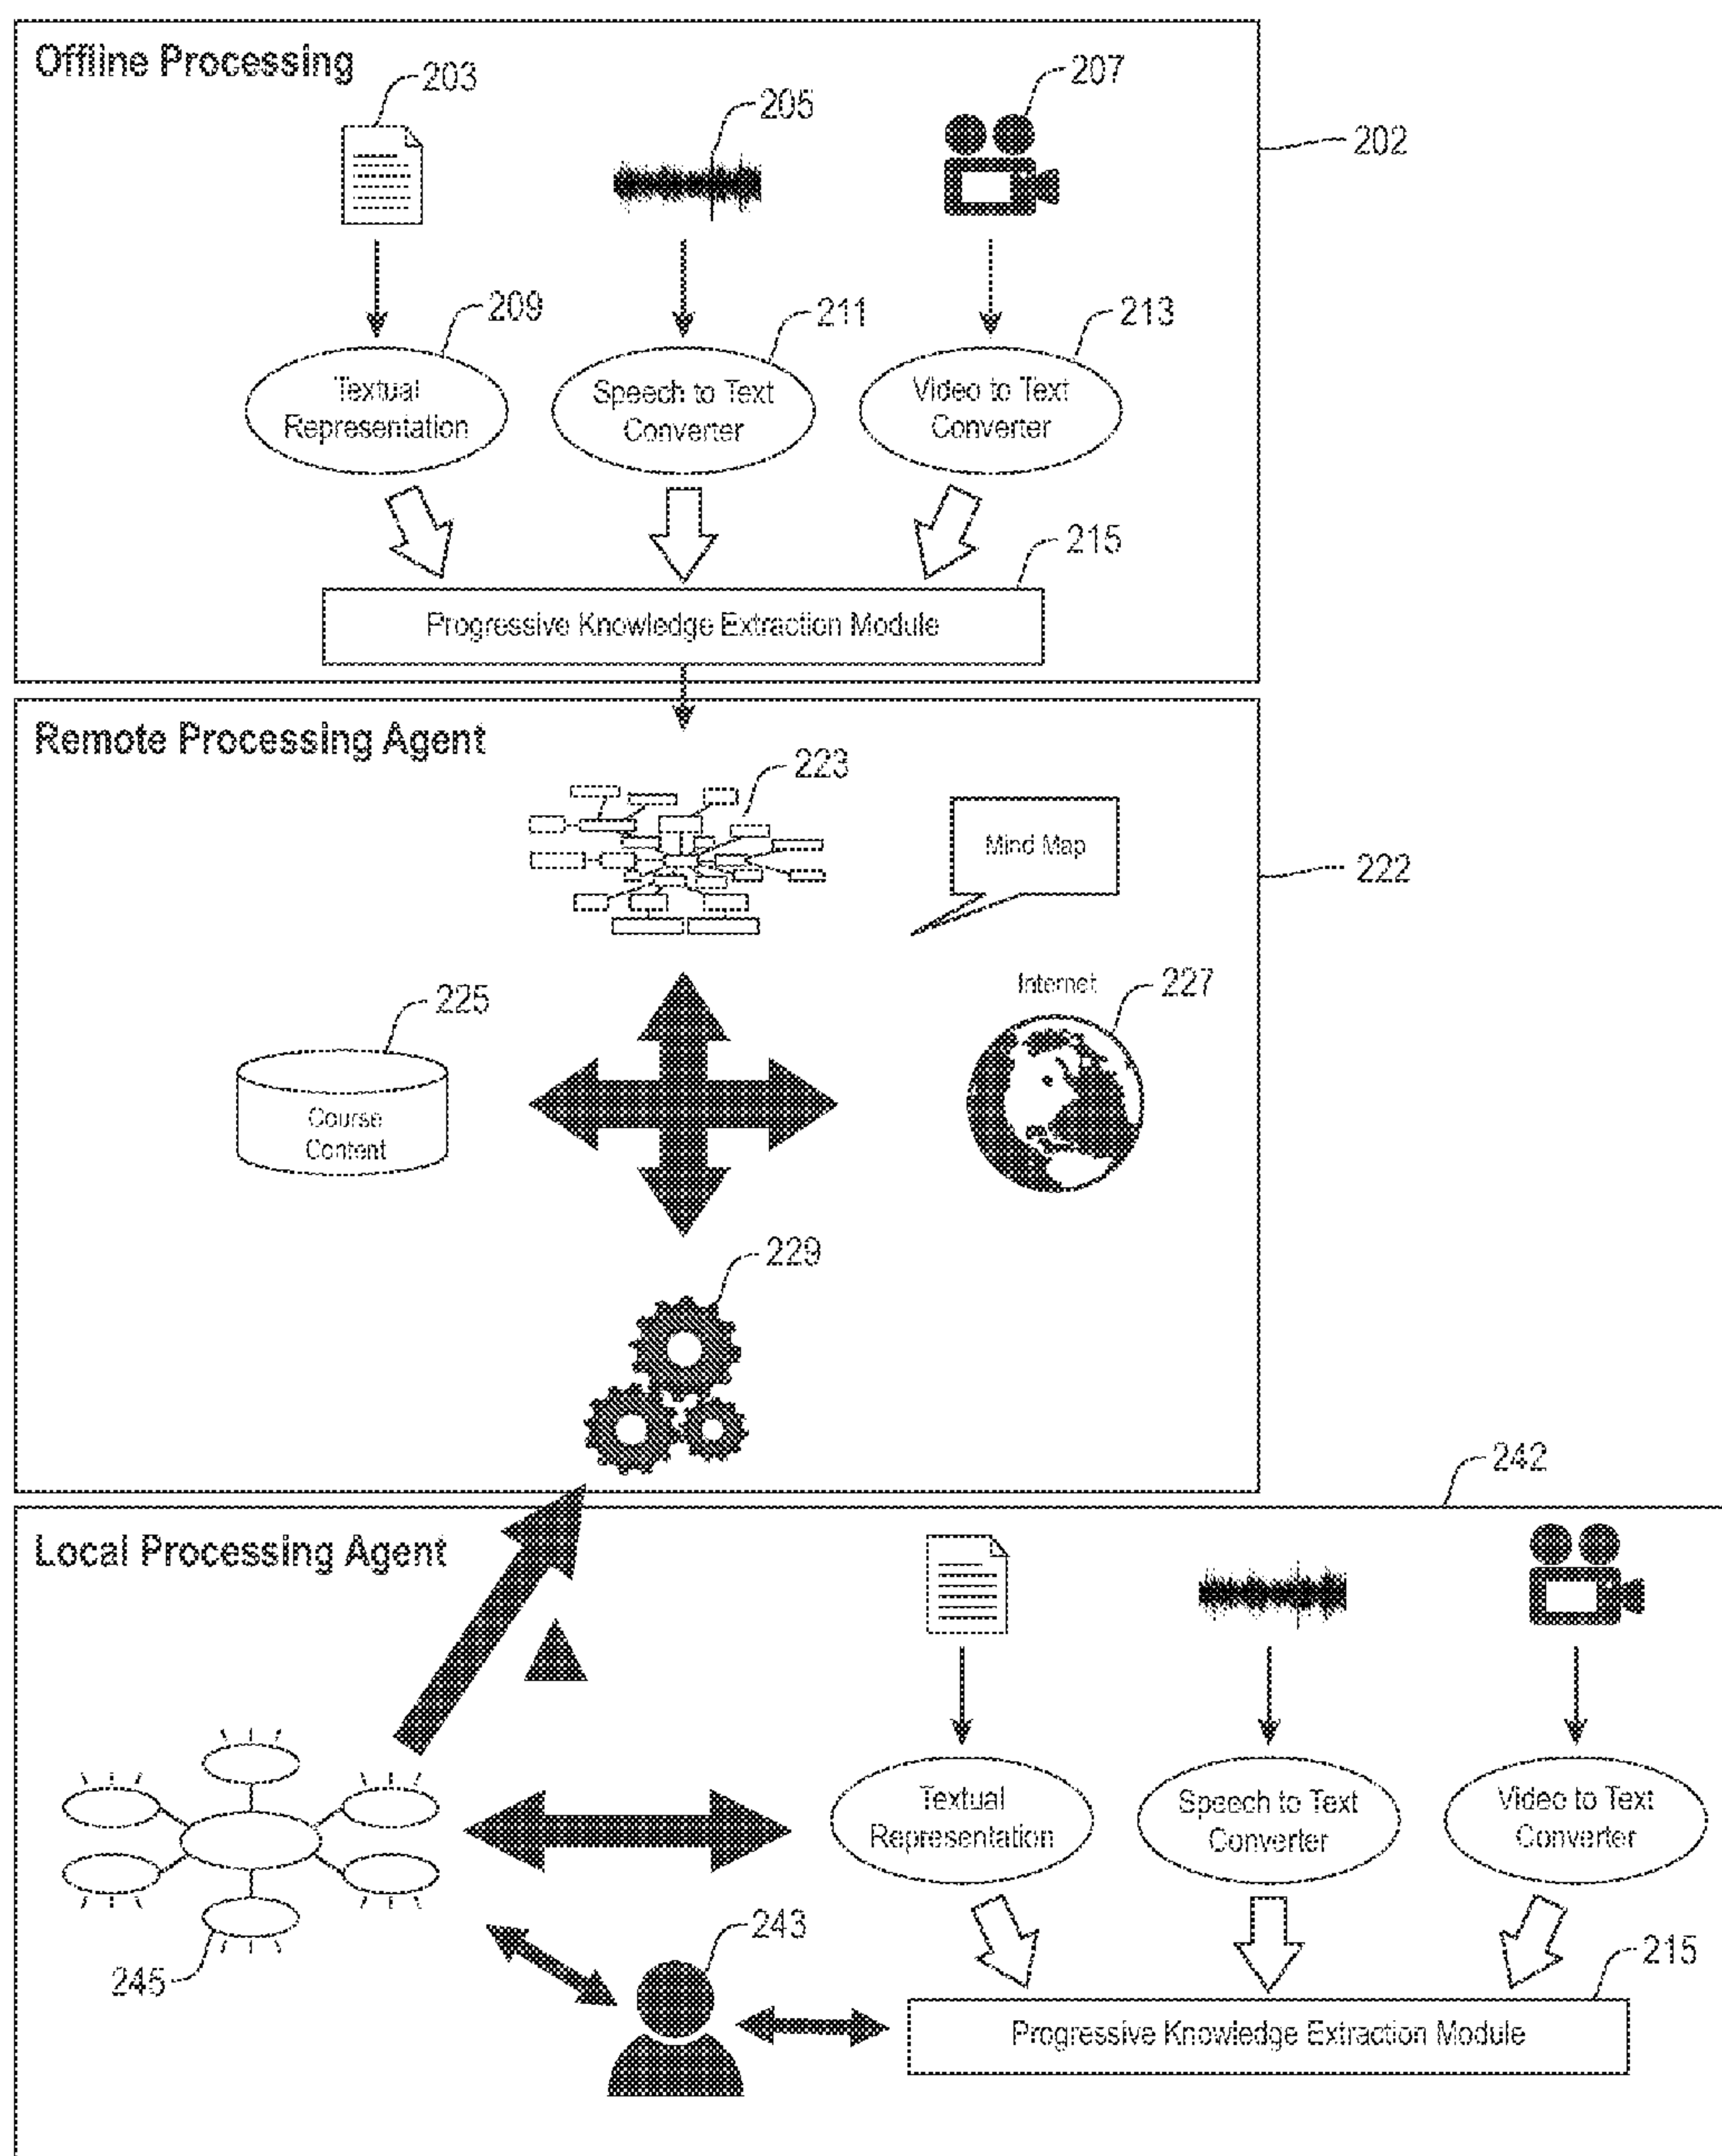 Offline Processing
203
205
207
202
209
211
213
Textual
Representation
Speech to Text
Converter
Video to Text
Converter
215
Progressive Knowledge Extraction Module
Remote Processing Agent
223
Mind Map
222
225
Internet
227
Course
Content
229
242
Local Processing Agent
Textual
Representation
Speech to Text
Converter
Video to Text
Converter
243
245
215
Progressive Knowledge Extraction Module